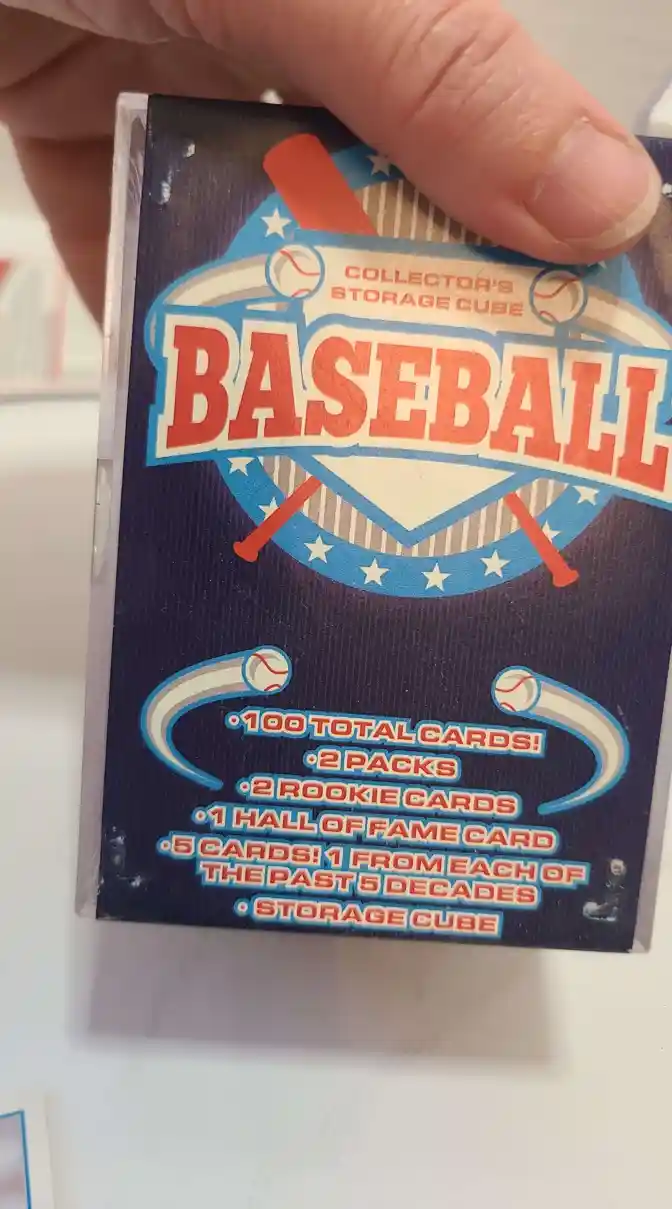 COLLECTOR'S
STORAGE CUBE
BASEBALL
•100 TOTAL CARDS!
•2 PACKS
•2 ROOKIE CARDS
•1 HALL OF FAME CARD
•5 CARDS! 1 FROM EACH OF
THE PAST 5 DECADES
• STORAGE CUBE